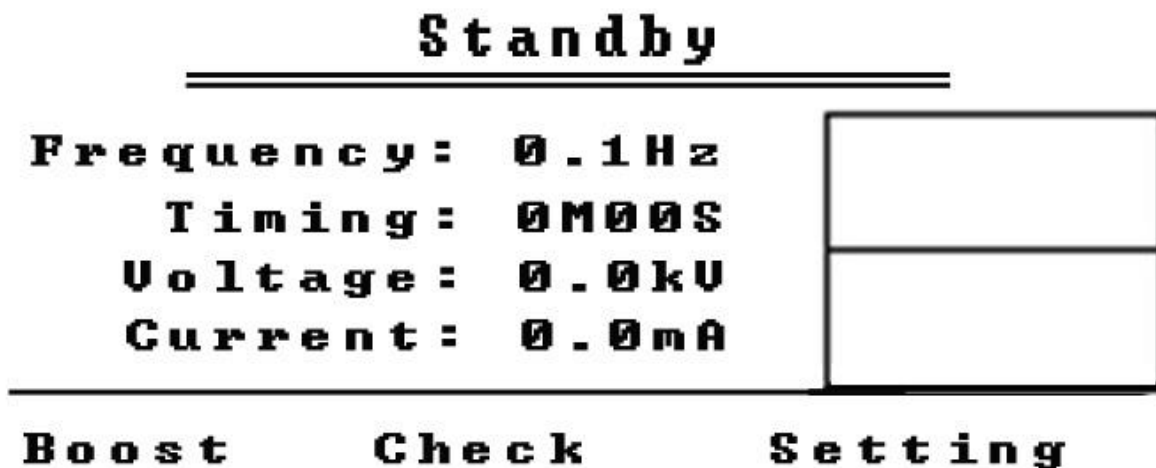 Standby
Frequency: 0.1Hz
Timing: 0M00S
Voltage: 0.0kV
Current: 0.0mA
Boost Check Setting